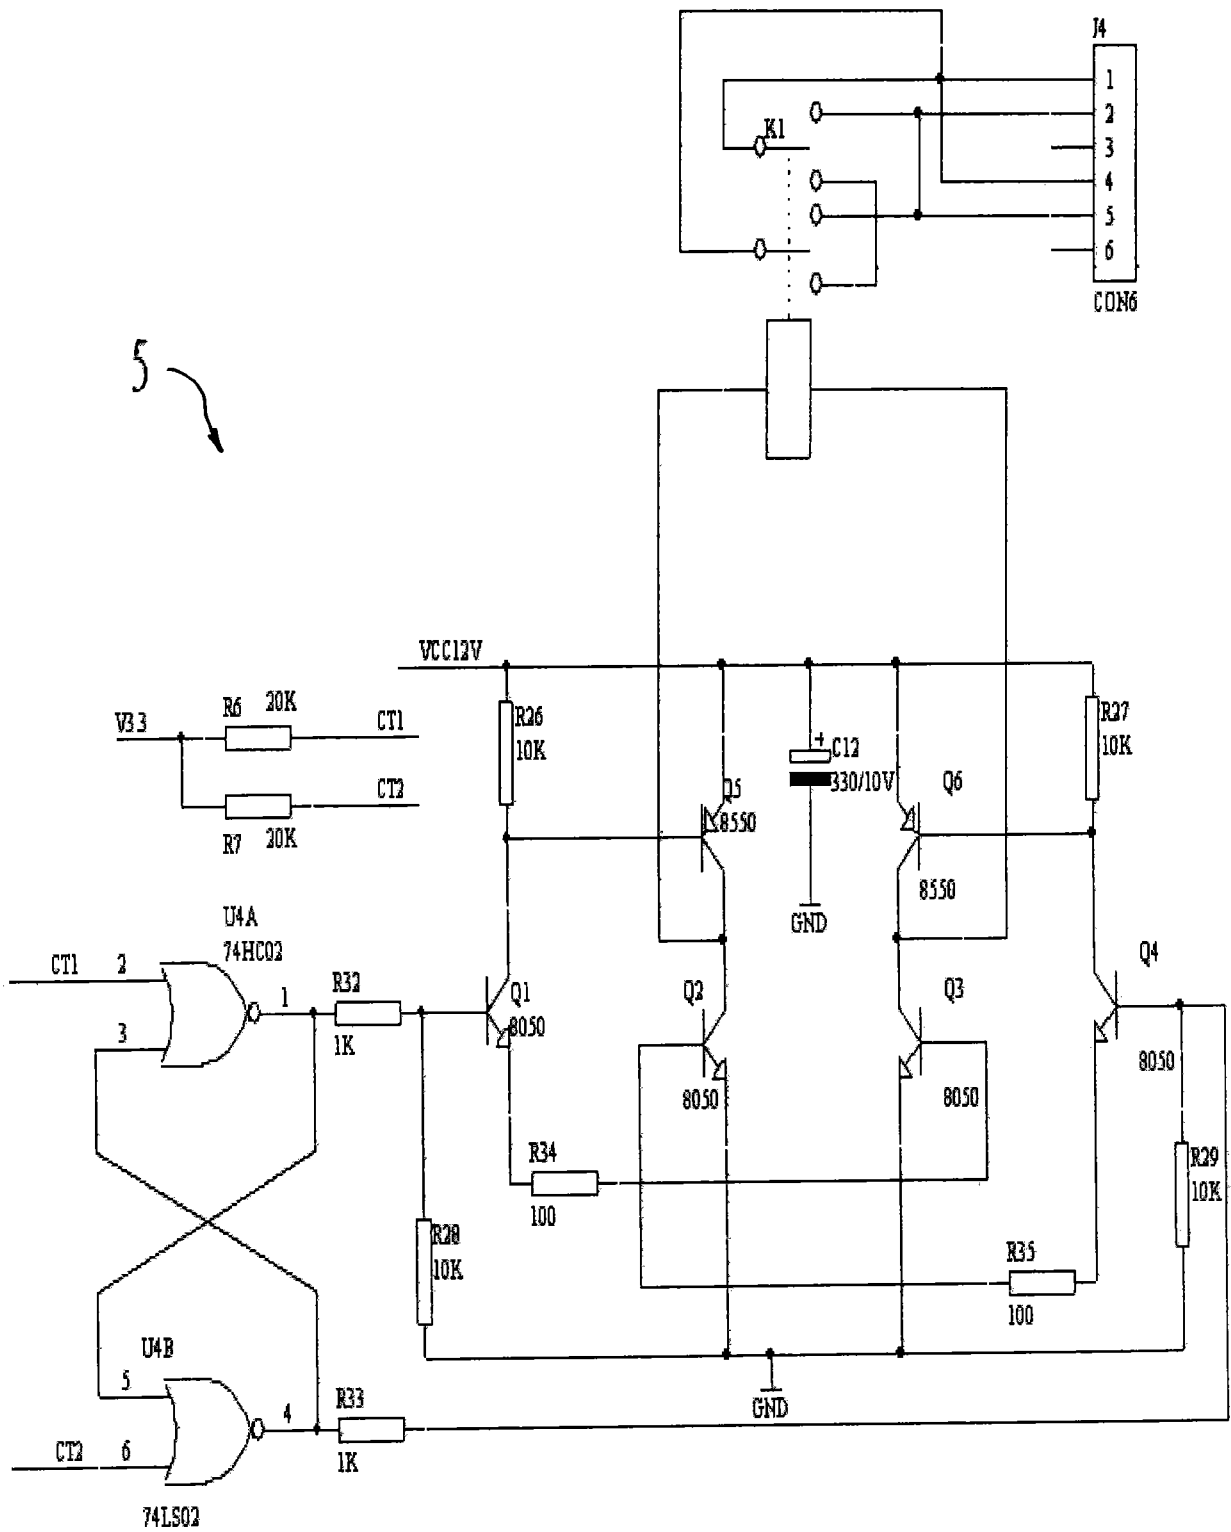 J4
1
2
K1
3
4
5
6
CON6
5
VCC12V
R6 20K
V33
CT1
R26
10K
R27
10K
C12
330/10V
CT2
R7 20K
Q5
8550
Q6
8550
GND
U4A
74HC02
CT1 2
1
3
R32
1K
Q1
8050
Q2
8050
Q3
8050
Q4
8050
R34
100
R29
10K
R28
10K
R35
100
U4B
5
4
R33
1K
GND
CT2 6
74LS02
+